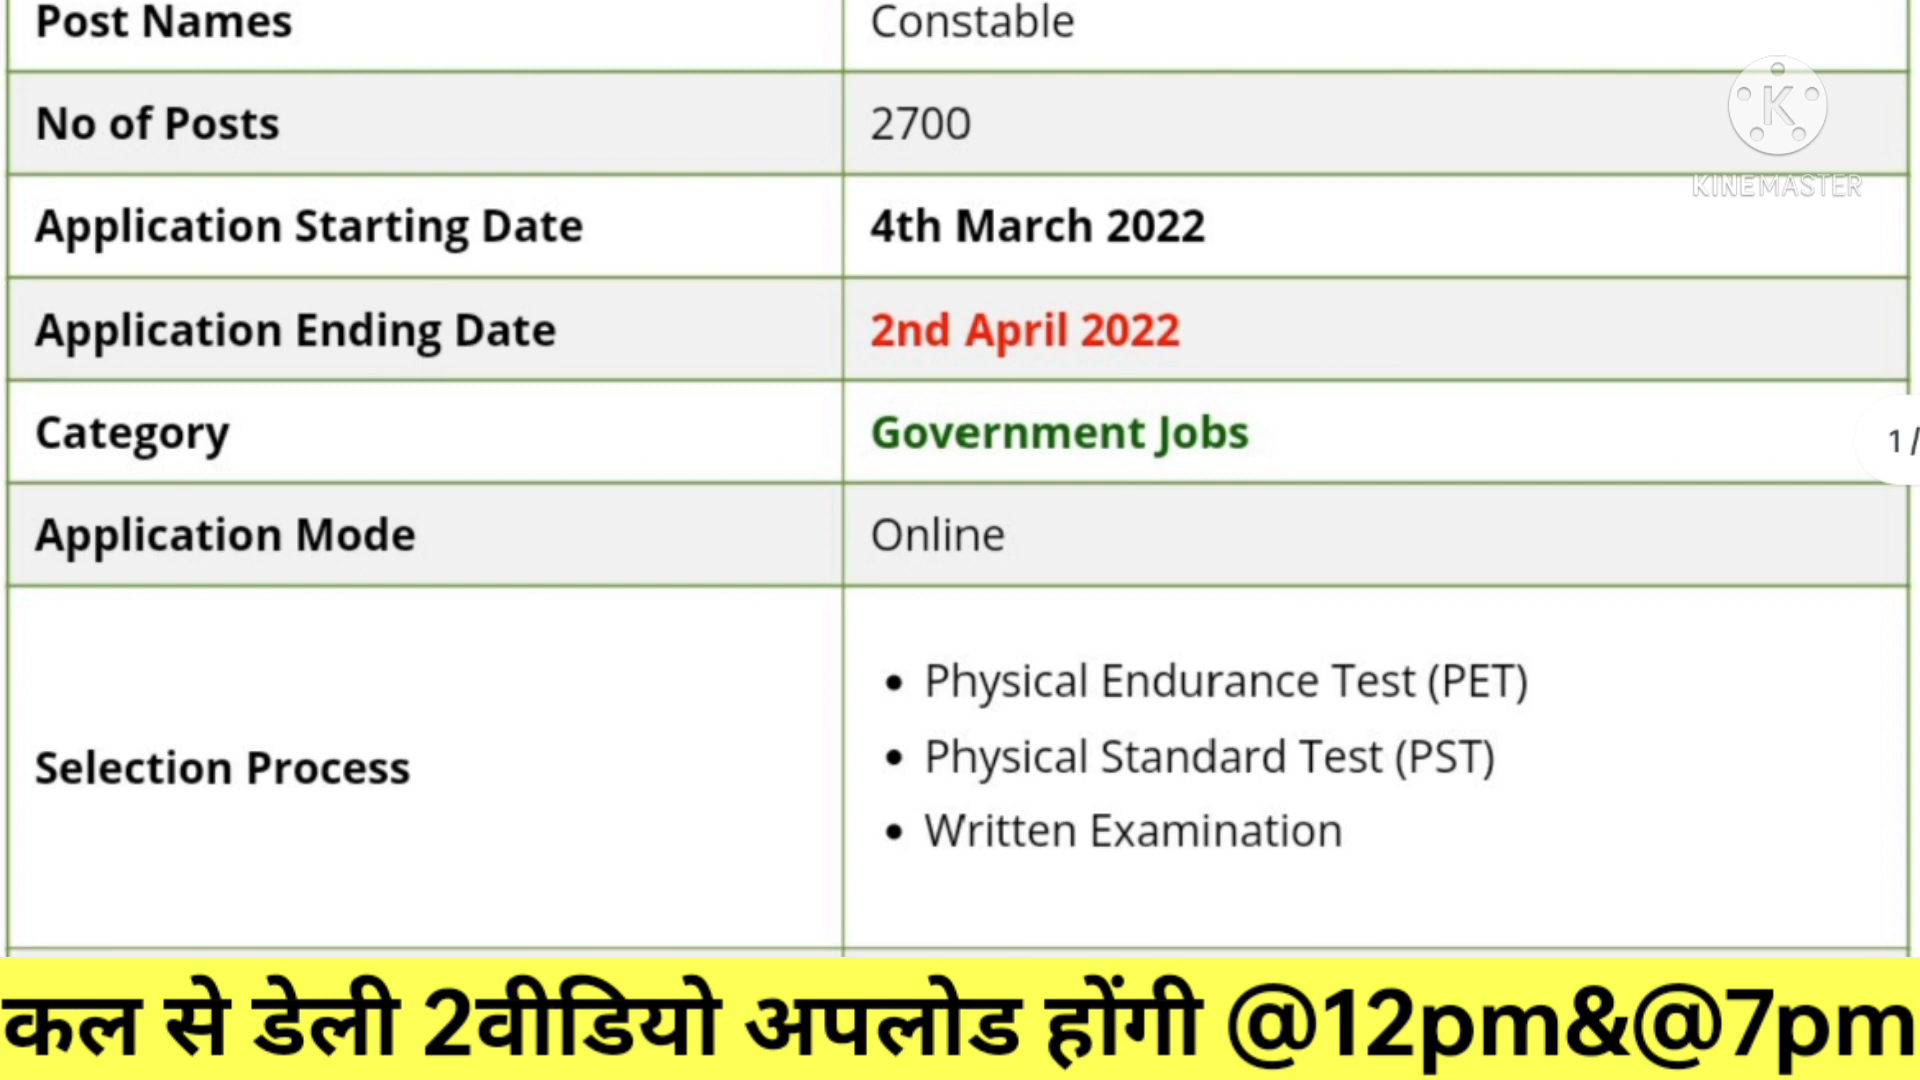 Post Names Constable
No of Posts 2700
K
KINEMASTER
Application Starting Date 4th March 2022
Application Ending Date 2nd April 2022
Category Government Jobs
1/
Application Mode Online
Selection Process
• Physical Endurance Test (PET)
• Physical Standard Test (PST)
• Written Examination
कल से डेली 2वीडियो अपलोड होंगी @12pm&@7pm